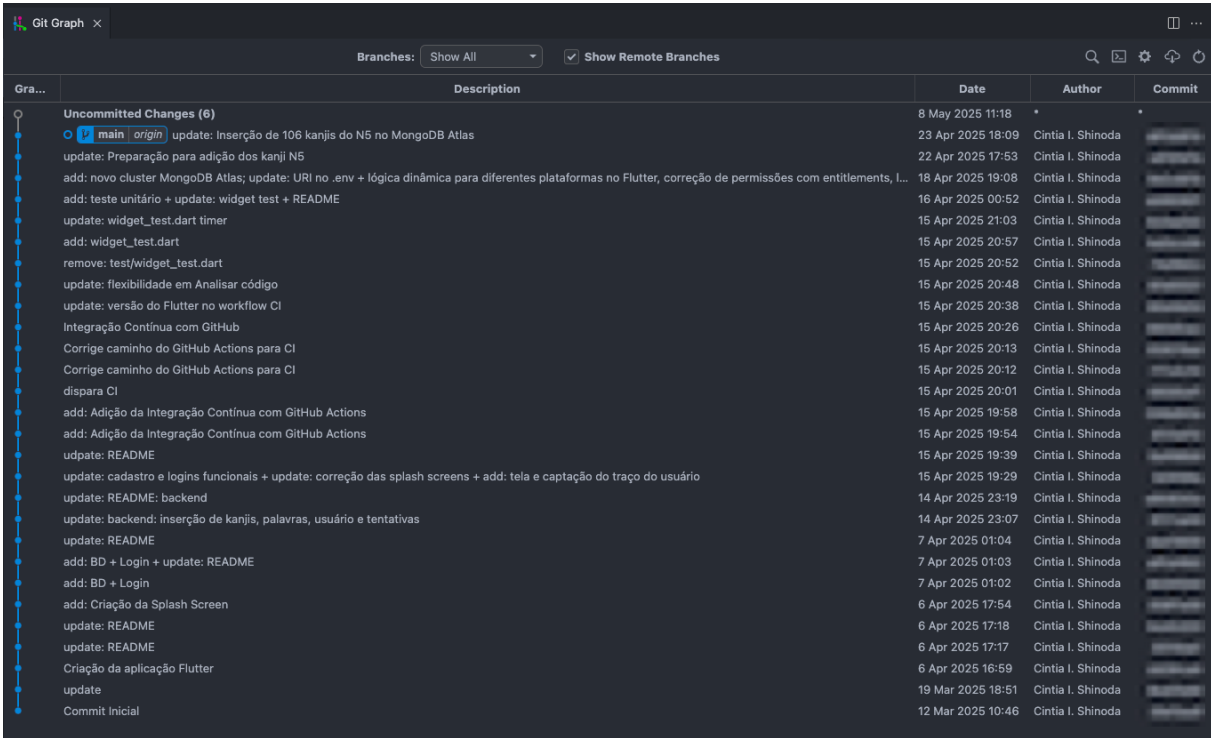 Git Graph ×
Branches: Show All Show Remote Branches
Gra... Description Date Author Commit
Uncommitted Changes (6) 8 May 2025 11:18 * *
main origin update: Inserção de 106 kanjis do N5 no MongoDB Atlas 23 Apr 2025 18:09 Cintia I. Shinoda
update: Preparação para adição dos kanji N5 22 Apr 2025 17:53 Cintia I. Shinoda
add: novo cluster MongoDB Atlas; update: URI no .env + lógica dinâmica para diferentes plataformas no Flutter, correção de permissões com entitlements, l... 18 Apr 2025 19:08 Cintia I. Shinoda
add: teste unitário + update: widget test + README 16 Apr 2025 00:52 Cintia I. Shinoda
update: widget_test.dart timer 15 Apr 2025 21:03 Cintia I. Shinoda
add: widget_test.dart 15 Apr 2025 20:57 Cintia I. Shinoda
remove: test/widget_test.dart 15 Apr 2025 20:52 Cintia I. Shinoda
update: flexibilidade em Analisar código 15 Apr 2025 20:48 Cintia I. Shinoda
update: versão do Flutter no workflow CI 15 Apr 2025 20:38 Cintia I. Shinoda
Integração Contínua com GitHub 15 Apr 2025 20:26 Cintia I. Shinoda
Corrige caminho do GitHub Actions para CI 15 Apr 2025 20:13 Cintia I. Shinoda
Corrige caminho do GitHub Actions para CI 15 Apr 2025 20:12 Cintia I. Shinoda
dispara CI 15 Apr 2025 20:01 Cintia I. Shinoda
add: Adição da Integração Contínua com GitHub Actions 15 Apr 2025 19:58 Cintia I. Shinoda
add: Adição da Integração Contínua com GitHub Actions 15 Apr 2025 19:54 Cintia I. Shinoda
udpate: README 15 Apr 2025 19:39 Cintia I. Shinoda
update: cadastro e logins funcionais + update: correção das splash screens + add: tela e captação do traço do usuário 15 Apr 2025 19:29 Cintia I. Shinoda
update: README: backend 14 Apr 2025 23:19 Cintia I. Shinoda
update: backend: inserção de kanjis, palavras, usuário e tentativas 14 Apr 2025 23:07 Cintia I. Shinoda
update: README 7 Apr 2025 01:04 Cintia I. Shinoda
add: BD + Login + update: README 7 Apr 2025 01:03 Cintia I. Shinoda
add: BD + Login 7 Apr 2025 01:02 Cintia I. Shinoda
add: Criação da Splash Screen 6 Apr 2025 17:54 Cintia I. Shinoda
update: README 6 Apr 2025 17:18 Cintia I. Shinoda
update: README 6 Apr 2025 17:17 Cintia I. Shinoda
Criação da aplicação Flutter 6 Apr 2025 16:59 Cintia I. Shinoda
update 19 Mar 2025 18:51 Cintia I. Shinoda
Commit Inicial 12 Mar 2025 10:46 Cintia I. Shinoda